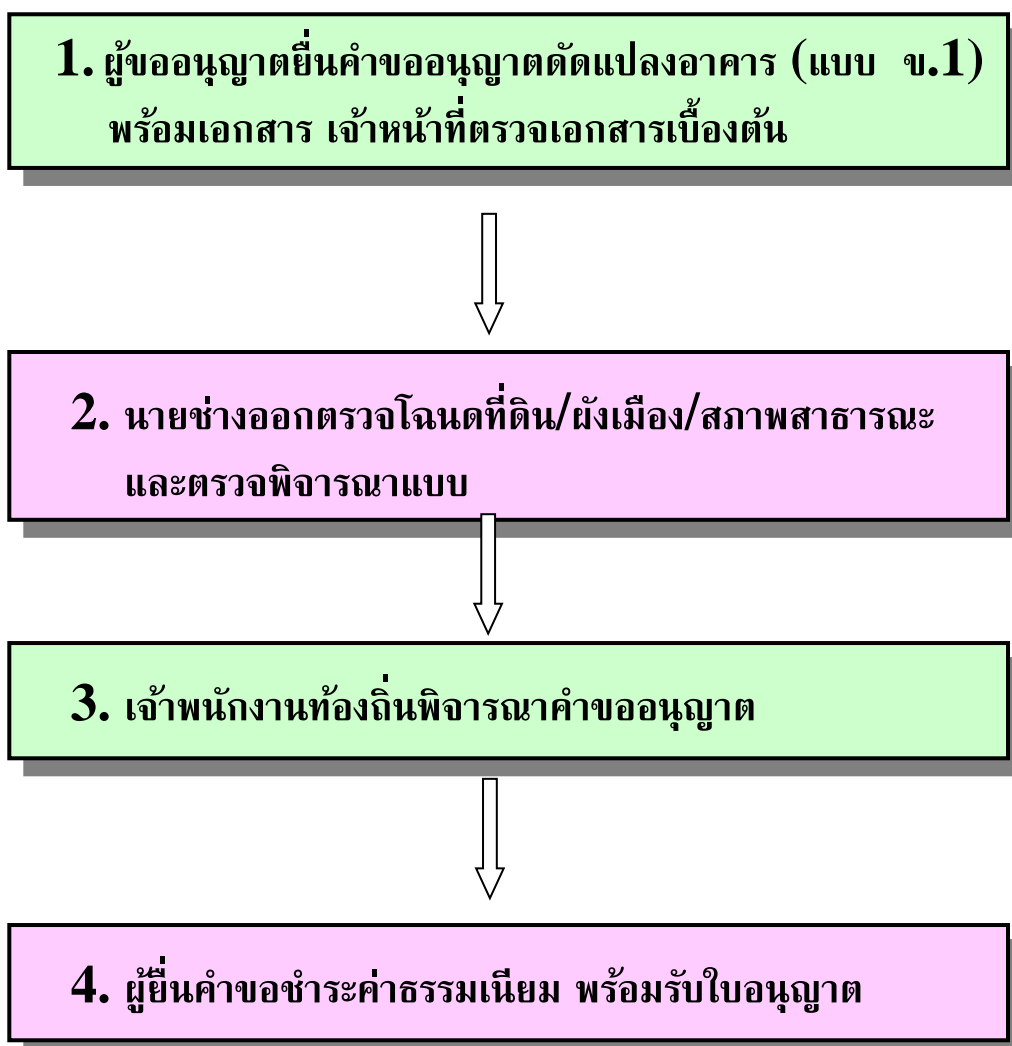 1. ผู้ขออนุญาตยื่นคำขออนุญาตดัดแปลงอาคาร (แบบ ข.1)
พร้อมเอกสาร เจ้าหน้าที่ตรวจเอกสารเบื้องต้น
2. นายช่างออกตรวจโฉนดที่ดิน/ผังเมือง/สภาพสาธารณะ
และตรวจพิจารณาแบบ
3. เจ้าพนักงานท้องถิ่นพิจารณาคำขออนุญาต
4. ผู้ยื่นคำขอชำระค่าธรรมเนียม พร้อมรับใบอนุญาต